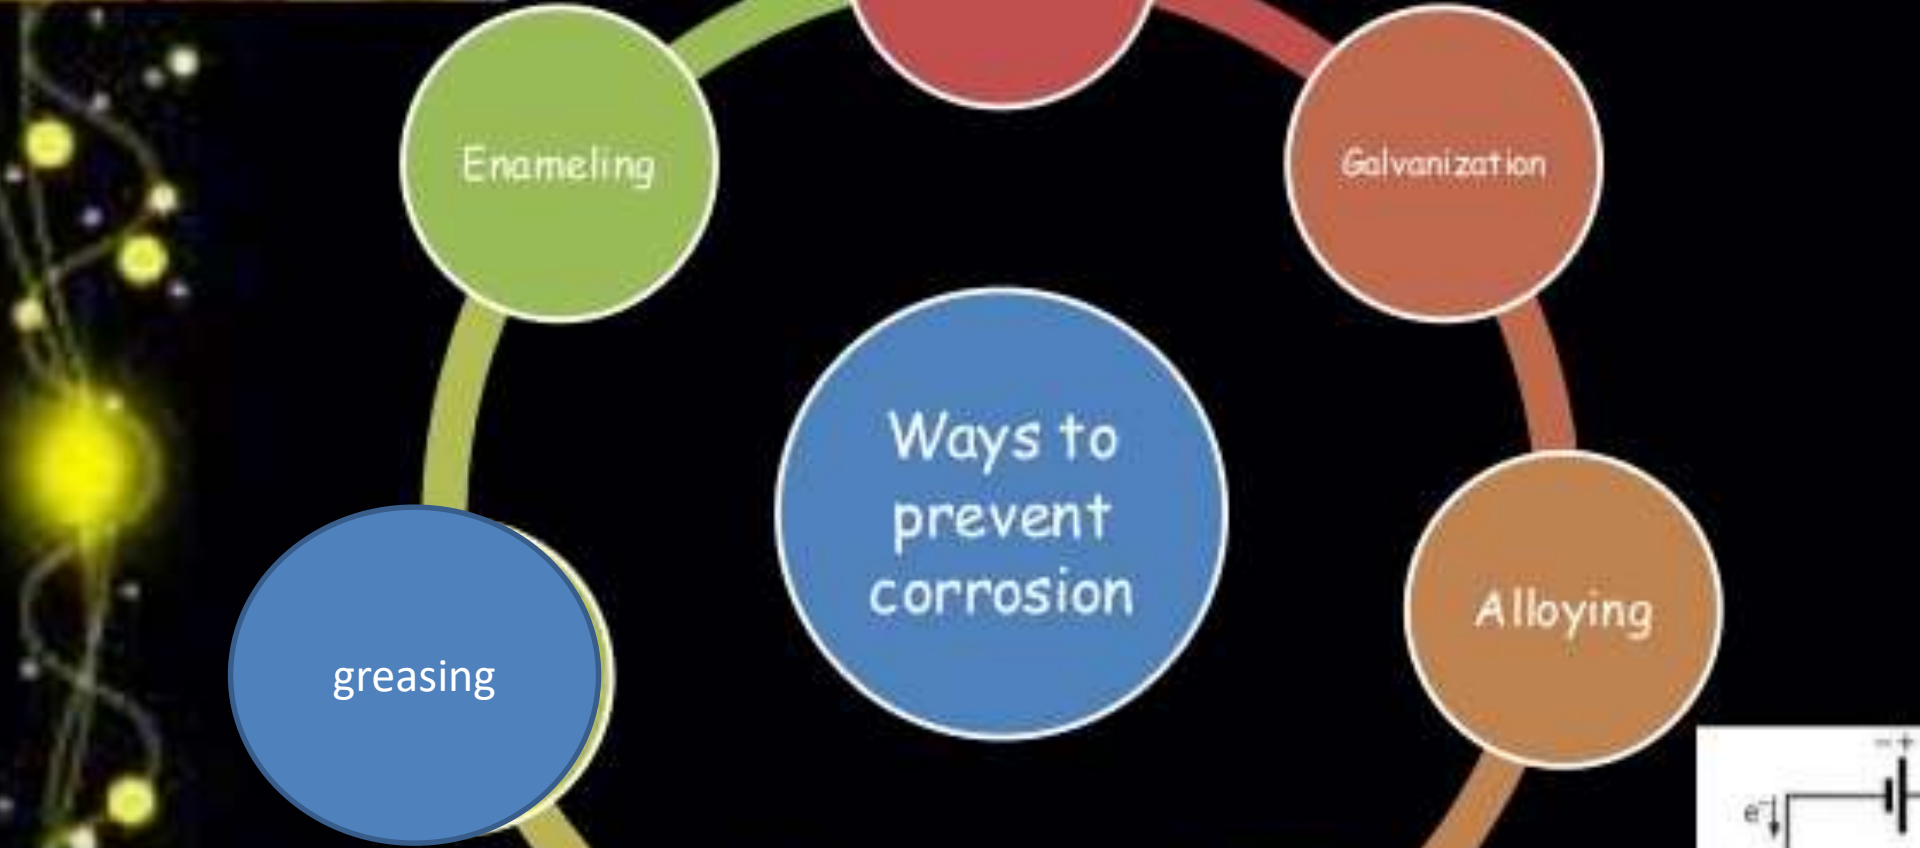 Enameling
Galvanization
Ways to
prevent
corrosion
Alloying
greasing
- +
e⁻